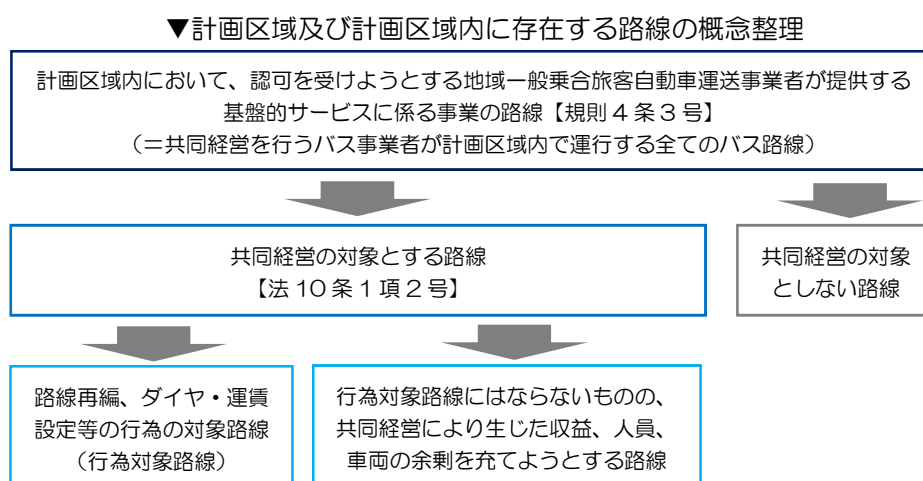 ▼計画区域及び計画区域内に存在する路線の概念整理
計画区域内において、認可を受けようとする地域一般乗合旅客自動車運送事業者が提供する
基盤的サービスに係る事業の路線【規則４条３号】
（＝共同経営を行うバス事業者が計画区域内で運行する全てのバス路線）
共同経営の対象とする路線
【法１０条１項２号】
共同経営の対象
としない路線
路線再編、ダイヤ・運賃
設定等の行為の対象路線
（行為対象路線）
行為対象路線にはならないものの、
共同経営により生じた収益、人員、
車両の余剰を充てようとする路線